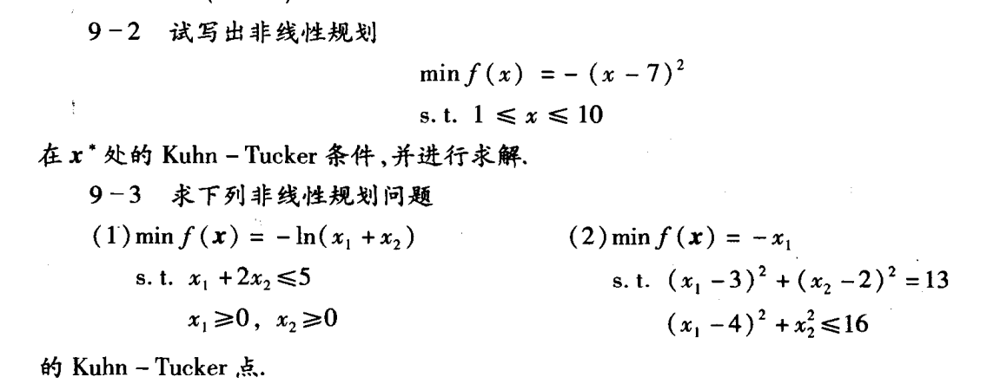 9-2 试写出非线性规划
min f(x) = -(x-7)²
s.t. 1 ≤ x ≤ 10
在 x* 处的 Kuhn-Tucker 条件,并进行求解.
9-3 求下列非线性规划问题
(1) min f(x) = -ln(x₁+x₂) (2) min f(x) = -x₁
s.t. x₁+2x₂≤5 s.t. (x₁-3)²+(x₂-2)²=13
x₁≥0, x₂≥0 (x₁-4)²+x₂²≤16
的 Kuhn-Tucker 点.